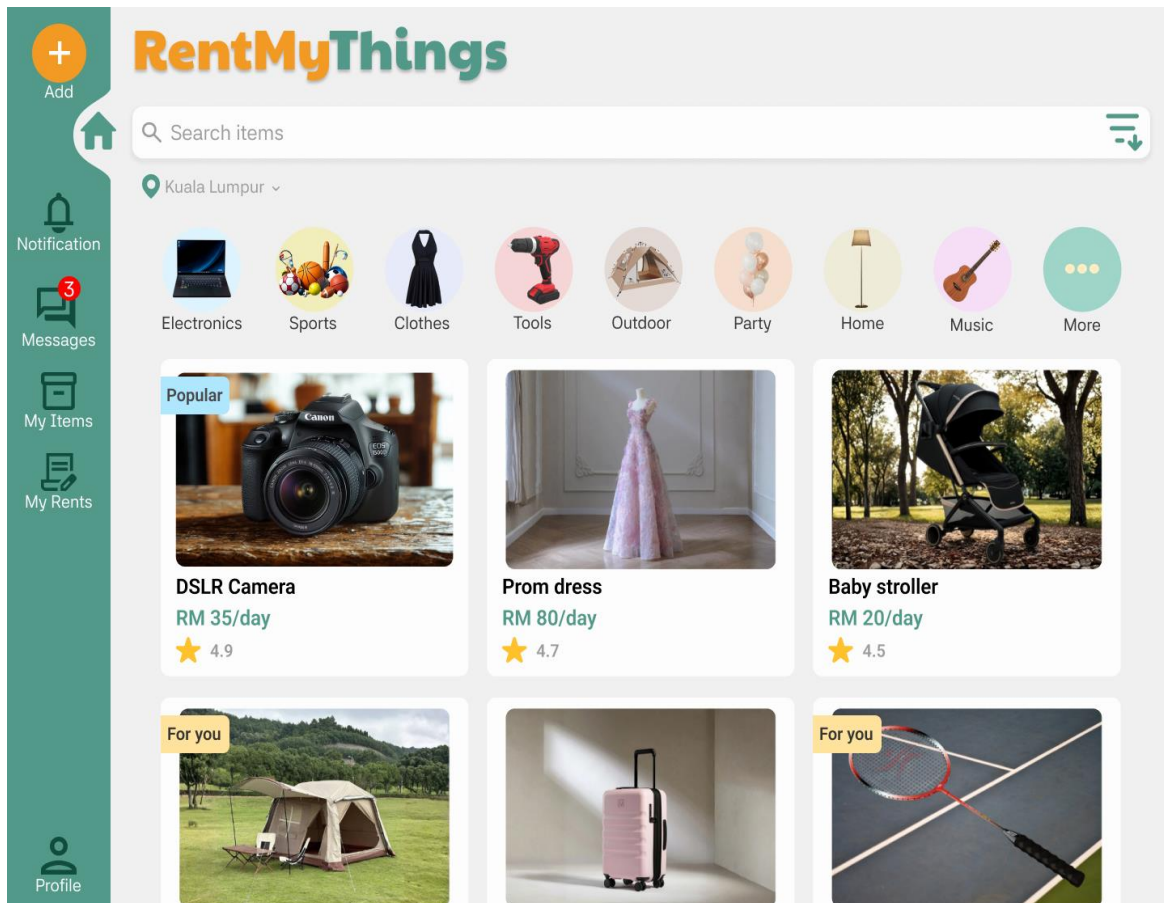 RentMyThings
Add
Search items
Kuala Lumpur
Notification
3
Messages
My Items
My Rents
Profile
Electronics
Sports
Clothes
Tools
Outdoor
Party
Home
Music
More
Popular
Canon
EOS
DSLR Camera
RM 35/day
4.9
Prom dress
RM 80/day
4.7
Baby stroller
RM 20/day
4.5
For you
For you